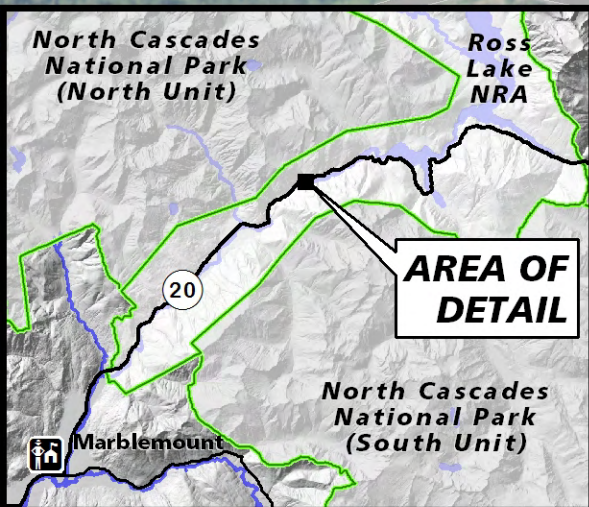 North Cascades
National Park
(North Unit)
Ross
Lake
NRA
AREA OF
DETAIL
20
North Cascades
National Park
(South Unit)
Marblemount